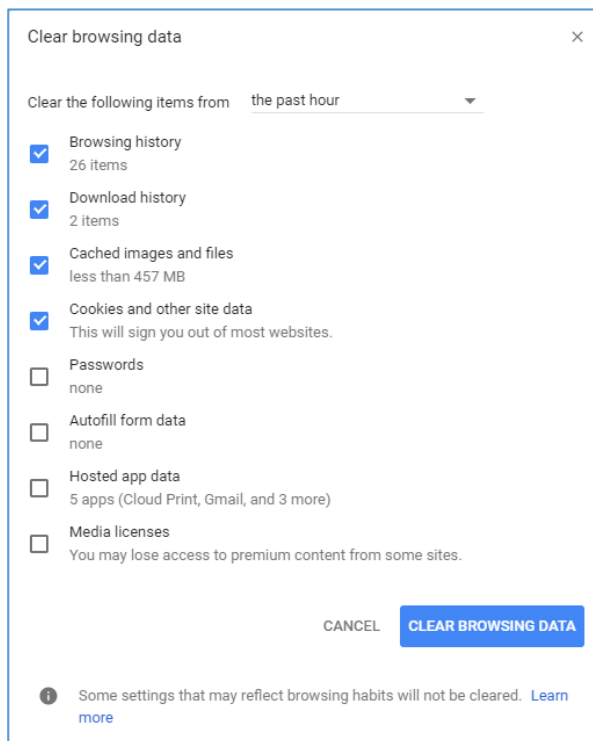 Clear browsing data
Clear the following items from the past hour
Browsing history
26 items
Download history
2 items
Cached images and files
less than 457 MB
Cookies and other site data
This will sign you out of most websites.
Passwords
none
Autofill form data
none
Hosted app data
5 apps (Cloud Print, Gmail, and 3 more)
Media licenses
You may lose access to premium content from some sites.
CANCEL CLEAR BROWSING DATA
Some settings that may reflect browsing habits will not be cleared. Learn
more